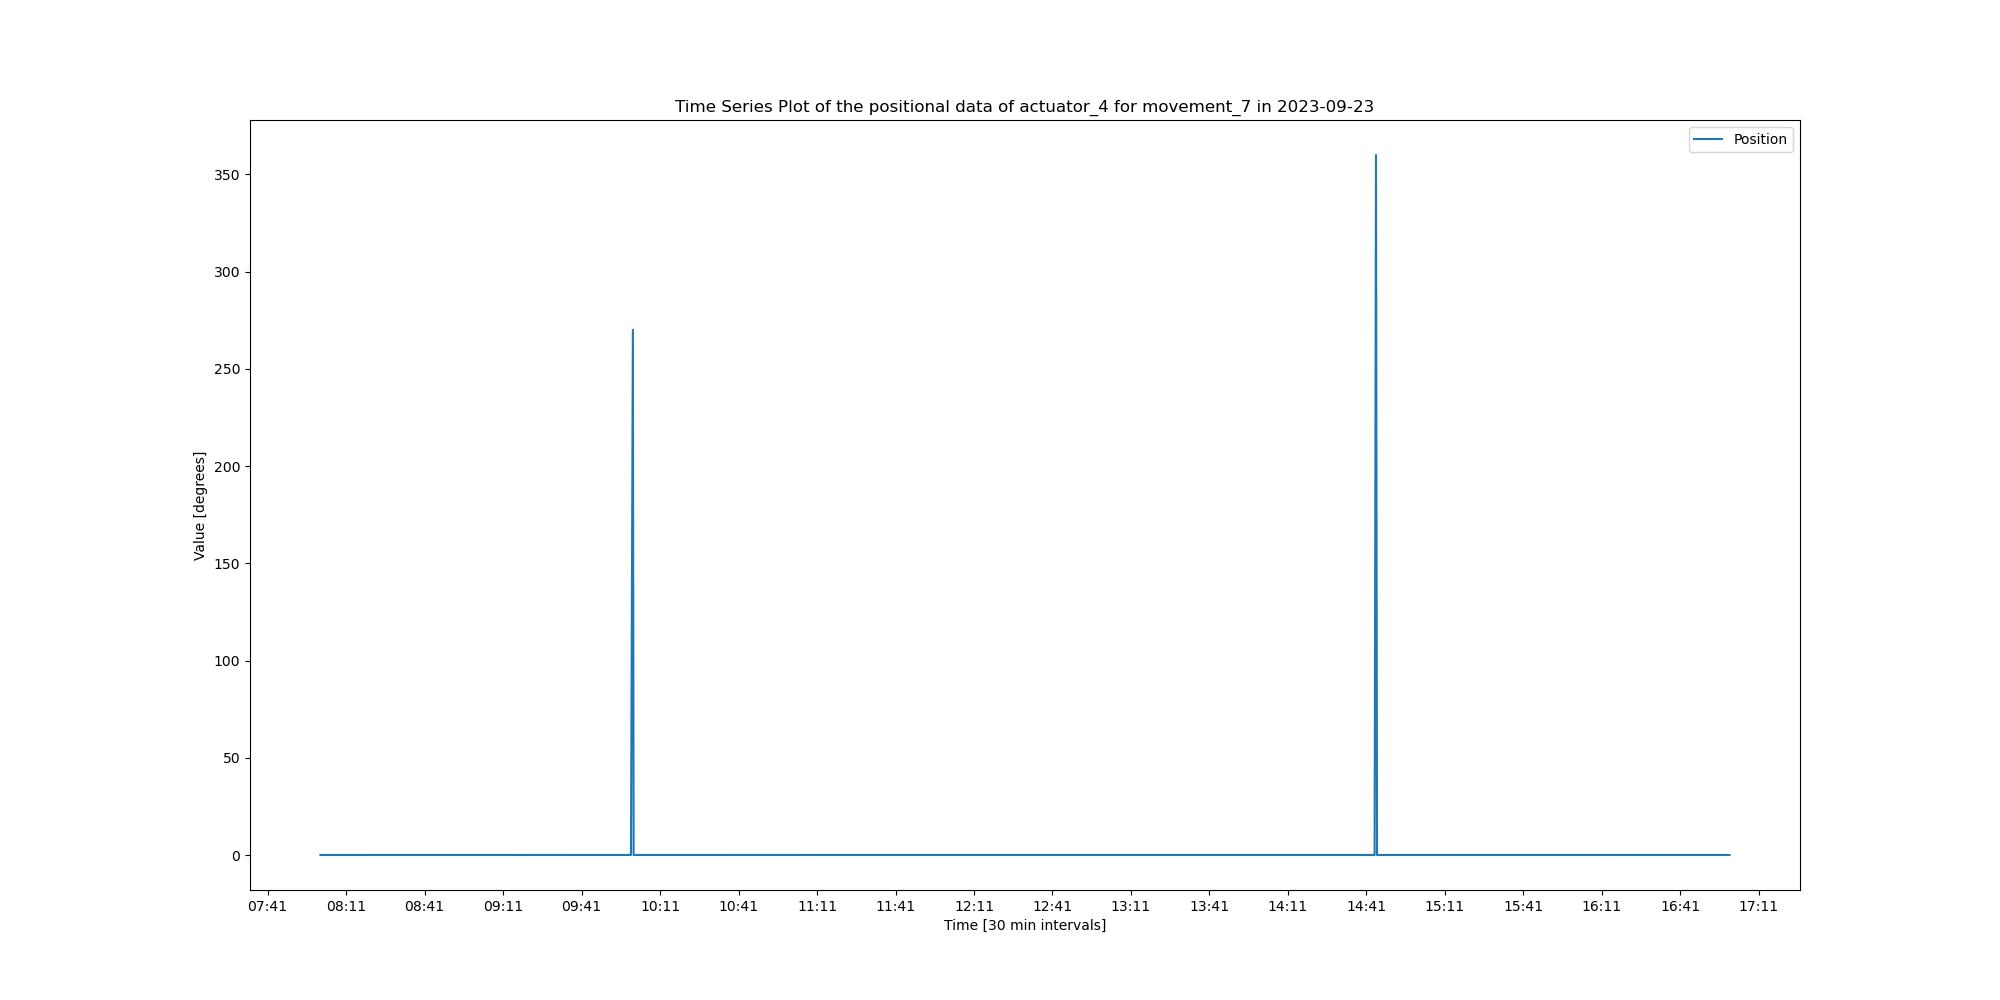 Time Series Plot of the positional data of actuator_4 for movement_7 in 2023-09-23
Position
350
300
250
200
150
100
50
0
Value [degrees]
07:41 08:11 08:41 09:11 09:41 10:11 10:41 11:11 11:41 12:11 12:41 13:11 13:41 14:11 14:41 15:11 15:41 16:11 16:41 17:11
Time [30 min intervals]